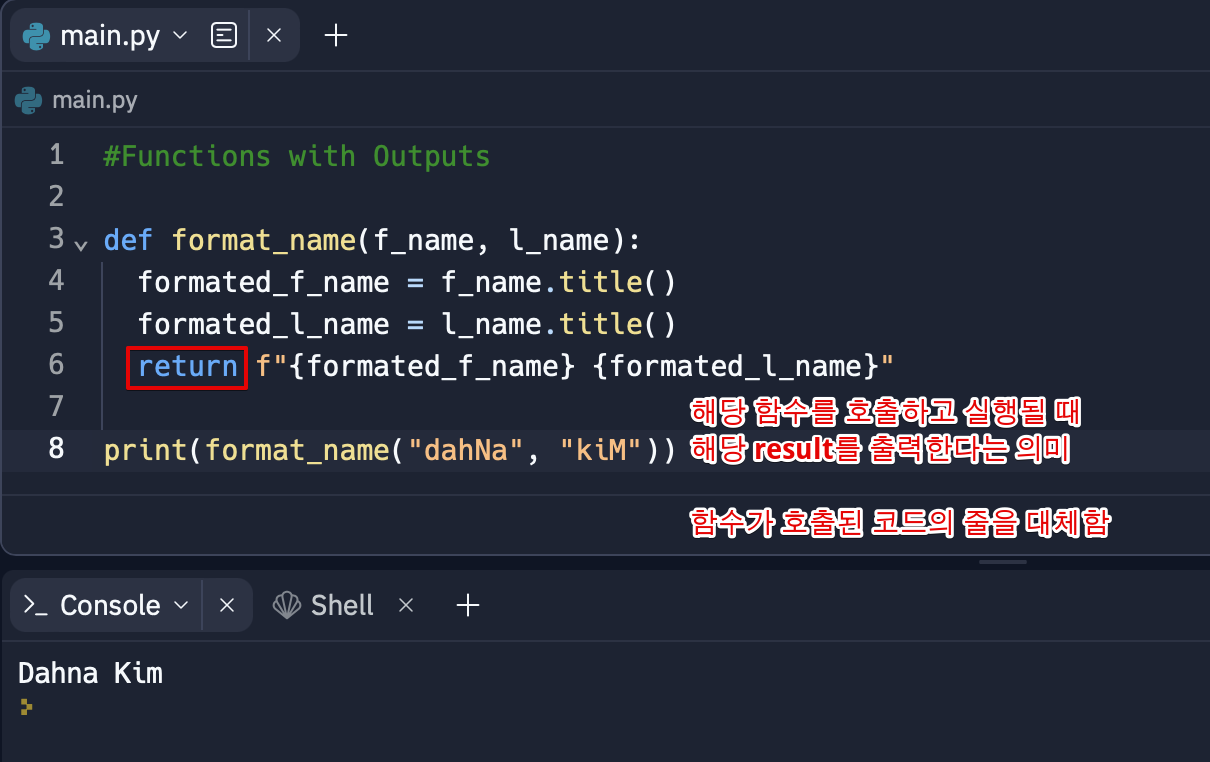 main.py
main.py
1 #Functions with Outputs
2
3 def format_name(f_name, l_name):
4 formated_f_name = f_name.title()
5 formated_l_name = l_name.title()
6 return f"{formated_f_name} {formated_l_name}"
7
해당 함수를 호출하고 실행될 때
8 print(format_name("dahNa", "kiM"))
해당 result를 출력한다는 의미
함수가 호출된 코드의 줄을 대체함
>_ Console
Shell
Dahna Kim